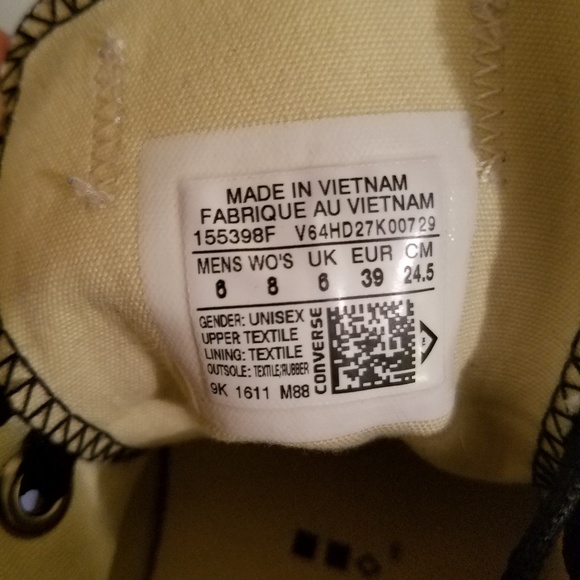 MADE IN VIETNAM
FABRIQUE AU VIETNAM
155398F V64HD27K00729
MENS WO'S UK EUR CM
6 8 6 39 24.5
GENDER: UNISEX
UPPER TEXTILE
LINING: TEXTILE
OUTSOLE: TEXTILE/RUBBER
9K 1611 M88
CONVERSE
TM